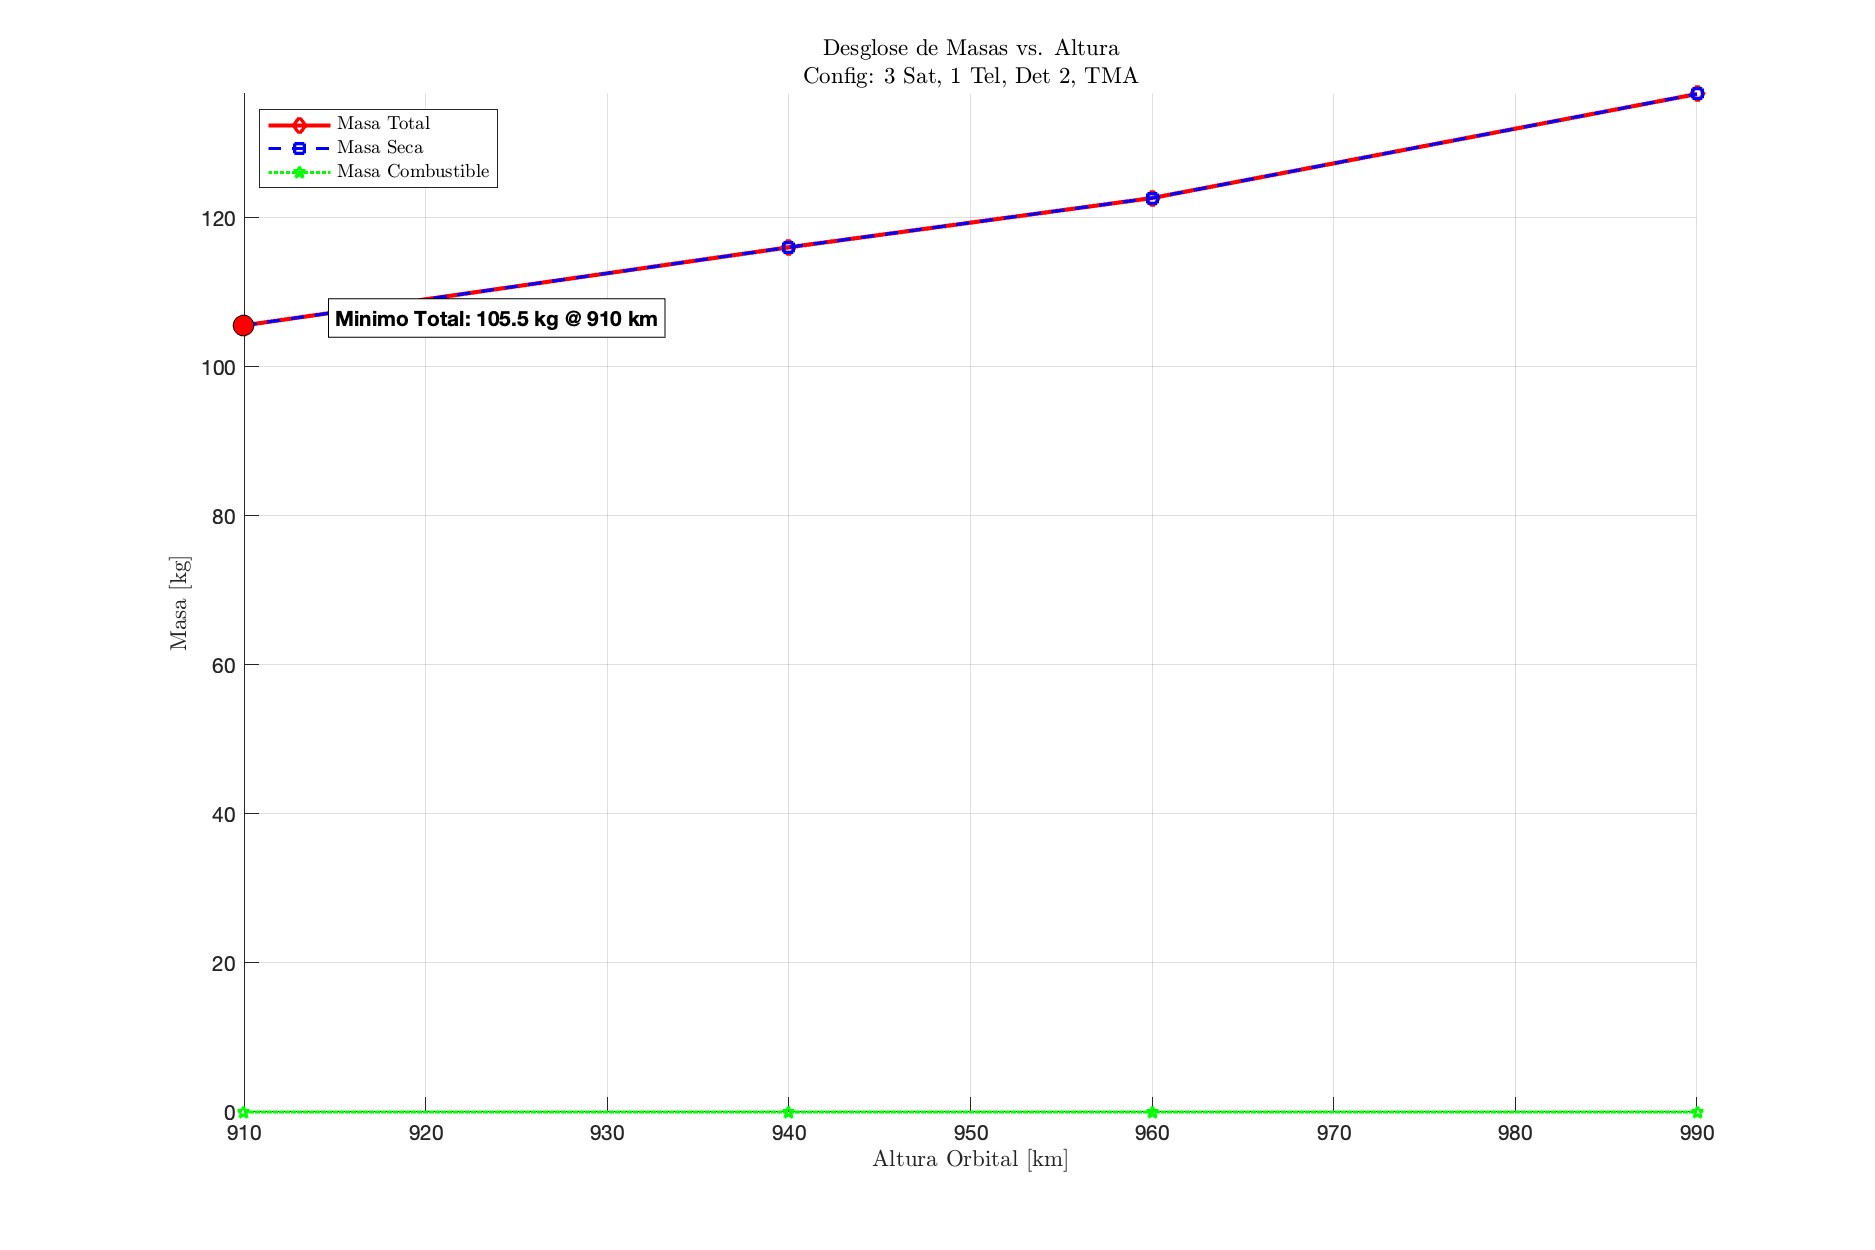 Desglose de Masas vs. Altura
Config: 3 Sat, 1 Tel, Det 2, TMA
Masa Total
Masa Seca
Masa Combustible
Minimo Total: 105.5 kg @ 910 km
120
100
80
60
40
20
0
Masa [kg]
910 920 930 940 950 960 970 980 990
Altura Orbital [km]